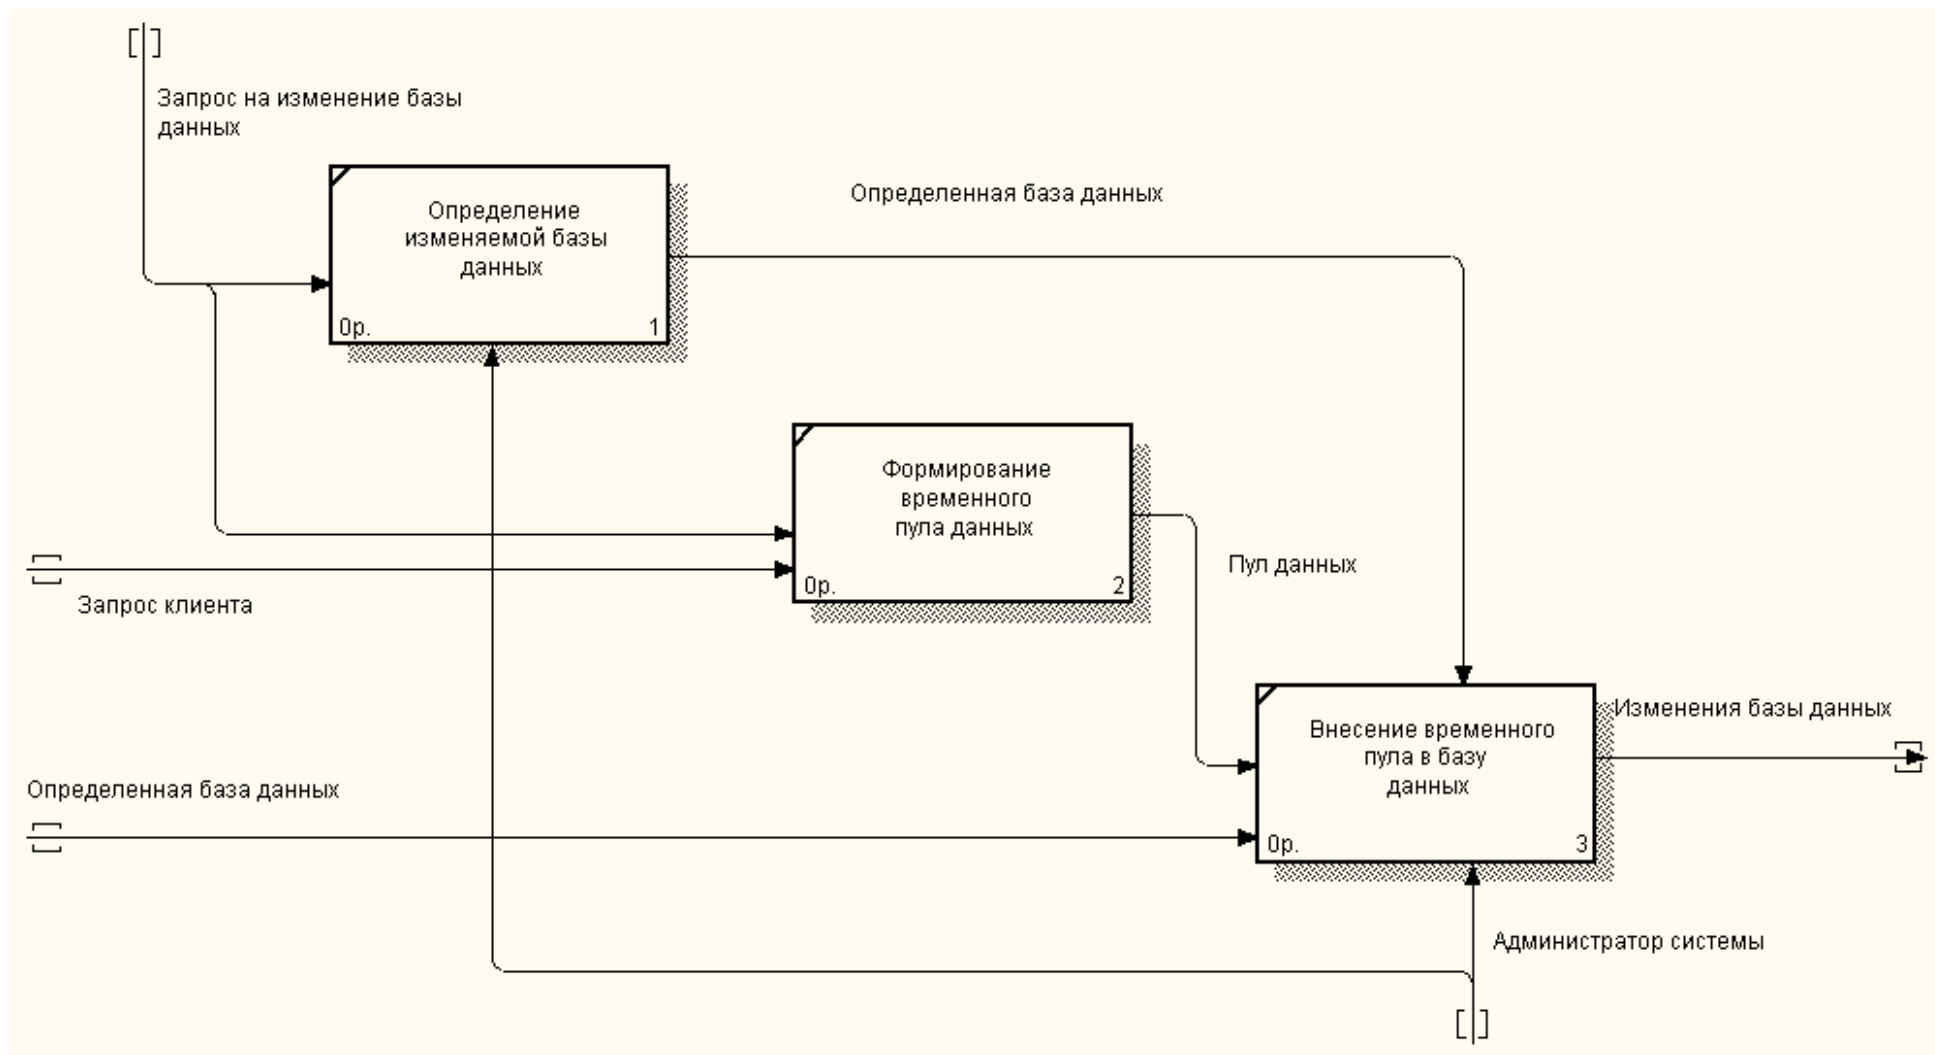 Запрос на изменение базы
данных
Определенная база данных
Определение
изменяемой базы
данных
0р. 1
Формирование
временного
пула данных
0р. 2
Пул данных
Запрос клиента
Изменения базы данных
Внесение временного
пула в базу
данных
0р. 3
Определенная база данных
Администратор системы